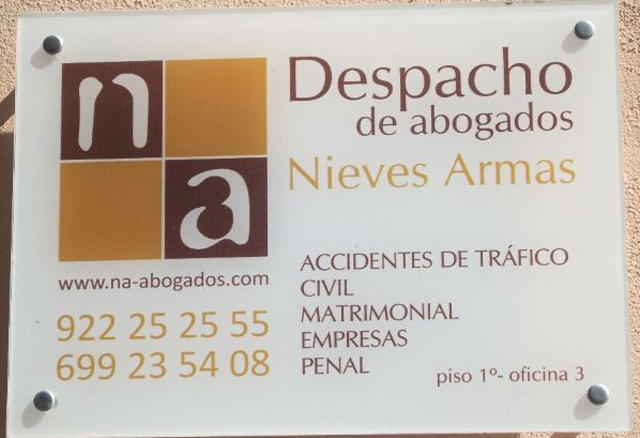 na
Despacho
de abogados
Nieves Armas
www.na-abogados.com
922 25 25 55
699 23 54 08
ACCIDENTES DE TRÁFICO
CIVIL
MATRIMONIAL
EMPRESAS
PENAL
piso 1º- oficina 3